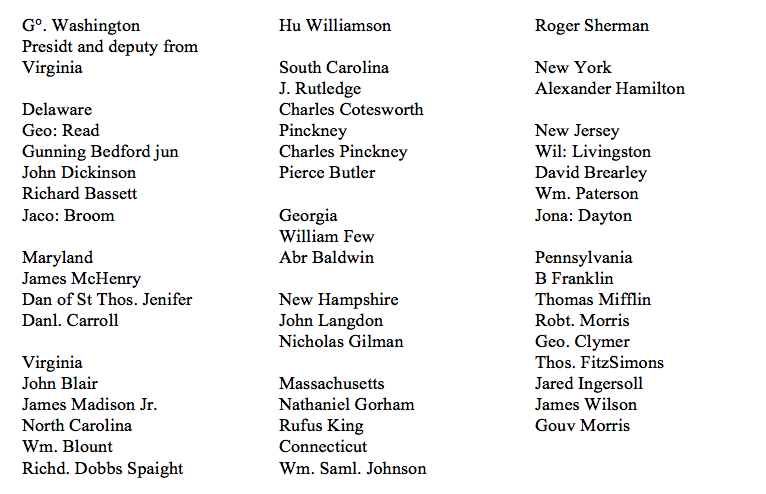 G°. Washington
Presidt and deputy from
Virginia
Delaware
Geo: Read
Gunning Bedford jun
John Dickinson
Richard Bassett
Jaco: Broom
Maryland
James McHenry
Dan of St Thos. Jenifer
Danl. Carroll
Virginia
John Blair
James Madison Jr.
North Carolina
Wm. Blount
Richd. Dobbs Spaight
Hu Williamson
South Carolina
J. Rutledge
Charles Cotesworth
Pinckney
Charles Pinckney
Pierce Butler
Georgia
William Few
Abr Baldwin
New Hampshire
John Langdon
Nicholas Gilman
Massachusetts
Nathaniel Gorham
Rufus King
Connecticut
Wm. Saml. Johnson
Roger Sherman
New York
Alexander Hamilton
New Jersey
Wil: Livingston
David Brearley
Wm. Paterson
Jona: Dayton
Pennsylvania
B Franklin
Thomas Mifflin
Robt. Morris
Geo. Clymer
Thos. FitzSimons
Jared Ingersoll
James Wilson
Gouv Morris